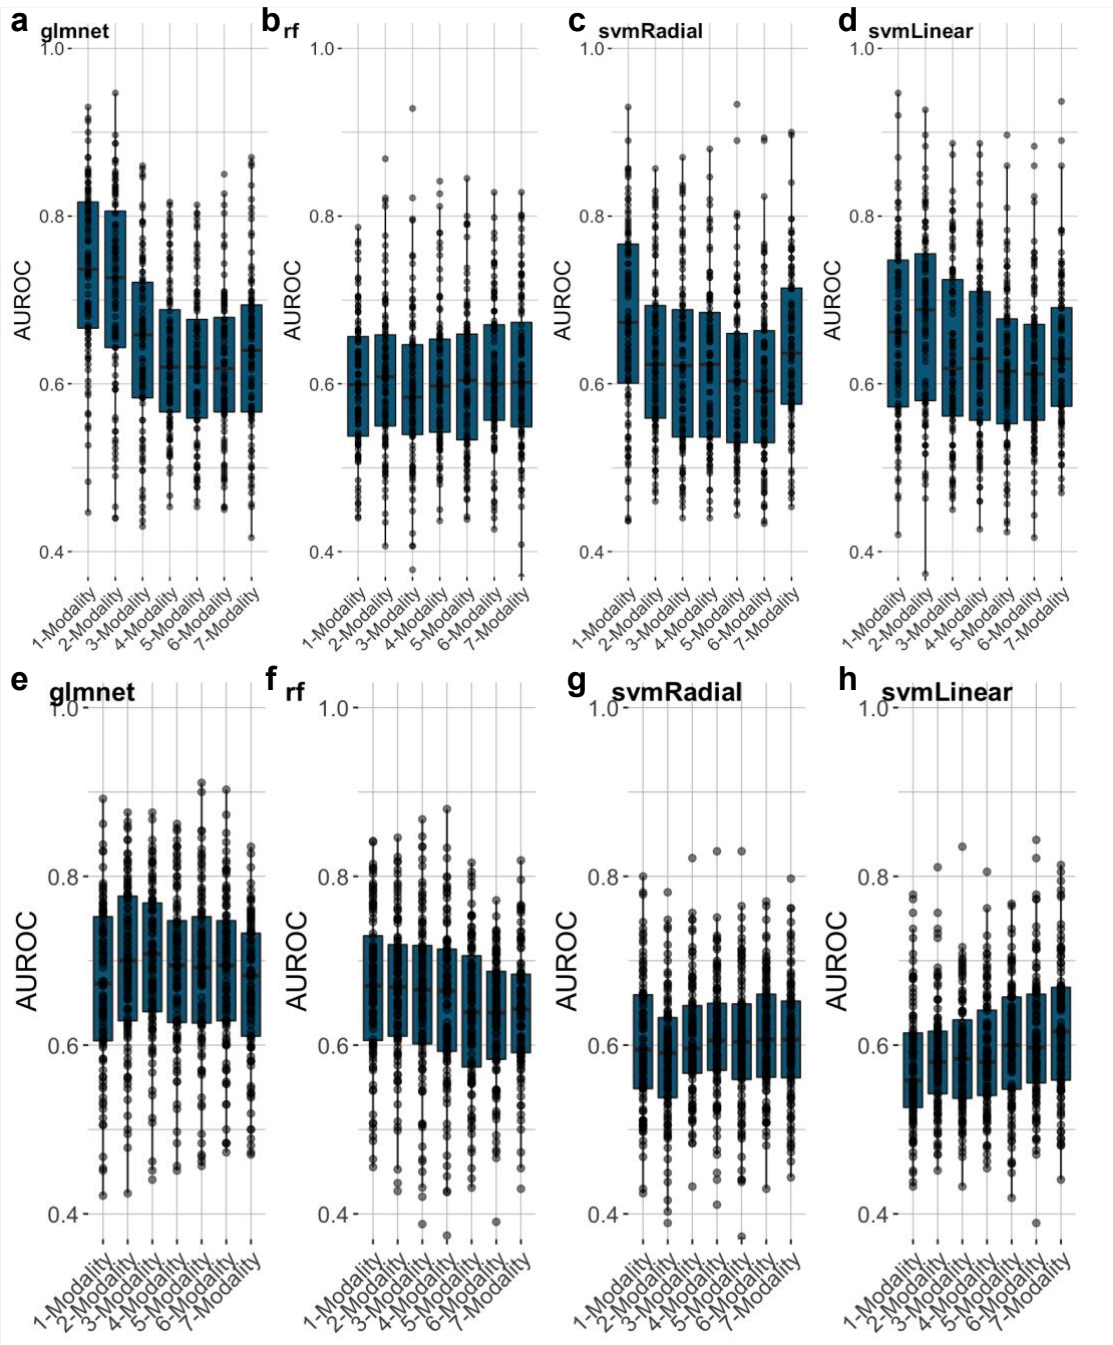 a glmnet
1.0
0.8
0.6
0.4
AUROC
1-Modality
2-Modality
3-Modality
4-Modality
5-Modality
6-Modality
7-Modality
b rf
1.0
0.8
0.6
0.4
AUROC
1-Modality
2-Modality
3-Modality
4-Modality
5-Modality
6-Modality
7-Modality
c svmRadial
1.0
0.8
0.6
0.4
AUROC
1-Modality
2-Modality
3-Modality
4-Modality
5-Modality
6-Modality
7-Modality
d svmLinear
1.0
0.8
0.6
0.4
AUROC
1-Modality
2-Modality
3-Modality
4-Modality
5-Modality
6-Modality
7-Modality
e glmnet
1.0
0.8
0.6
0.4
AUROC
1-Modality
2-Modality
3-Modality
4-Modality
5-Modality
6-Modality
7-Modality
f rf
1.0
0.8
0.6
0.4
AUROC
1-Modality
2-Modality
3-Modality
4-Modality
5-Modality
6-Modality
7-Modality
g svmRadial
1.0
0.8
0.6
0.4
AUROC
1-Modality
2-Modality
3-Modality
4-Modality
5-Modality
6-Modality
7-Modality
h svmLinear
1.0
0.8
0.6
0.4
AUROC
1-Modality
2-Modality
3-Modality
4-Modality
5-Modality
6-Modality
7-Modality